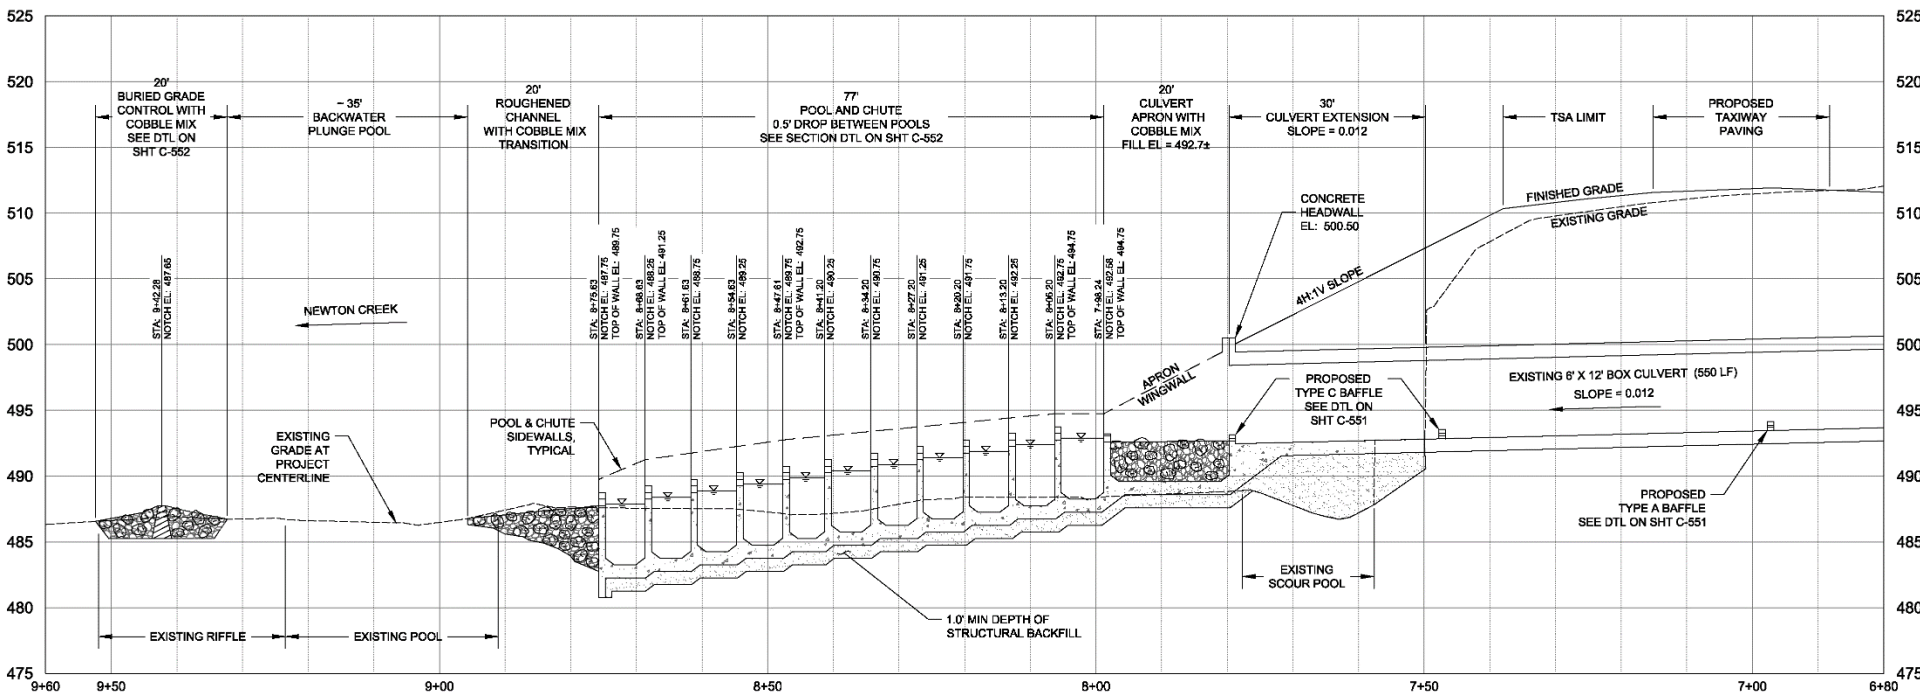 525
520
515
510
505
500
495
490
485
480
475
525
520
515
510
505
500
495
490
485
480
475
20'
BURIED GRADE
CONTROL WITH
COBBLE MIX
SEE DTL ON
SHT C-552
~ 35'
BACKWATER
PLUNGE POOL
20'
ROUGHENED
CHANNEL
WITH COBBLE MIX
TRANSITION
77'
POOL AND CHUTE
0.5' DROP BETWEEN POOLS
SEE SECTION DTL ON SHT C-552
20'
CULVERT
APRON WITH
COBBLE MIX
FILL EL = 492.7±
30'
CULVERT EXTENSION
SLOPE = 0.012
TSA LIMIT
PROPOSED
TAXIWAY
PAVING
STA: 9+42.28
NOTCH EL: 487.65
STA: 8+75.63
NOTCH EL: 487.75
TOP OF WALL EL: 489.75
STA: 8+68.63
NOTCH EL: 488.25
TOP OF WALL EL: 491.25
STA: 8+61.63
NOTCH EL: 488.75
STA: 8+54.63
NOTCH EL: 489.25
STA: 8+47.61
NOTCH EL: 489.75
TOP OF WALL EL: 492.75
STA: 8+41.20
NOTCH EL: 490.25
STA: 8+34.20
NOTCH EL: 490.75
STA: 8+27.20
NOTCH EL: 491.25
STA: 8+20.20
NOTCH EL: 491.75
STA: 8+13.20
NOTCH EL: 492.25
STA: 8+06.20
NOTCH EL: 492.75
TOP OF WALL EL: 494.75
STA: 7+98.24
NOTCH EL: 492.58
TOP OF WALL EL: 494.75
NEWTON CREEK
CONCRETE
HEADWALL
EL: 500.50
FINISHED GRADE
EXISTING GRADE
4H:1V SLOPE
APRON
WINGWALL
PROPOSED
TYPE C BAFFLE
SEE DTL ON
SHT C-551
EXISTING 6' X 12' BOX CULVERT (550 LF)
SLOPE = 0.012
POOL & CHUTE
SIDEWALLS,
TYPICAL
EXISTING
GRADE AT
PROJECT
CENTERLINE
PROPOSED
TYPE A BAFFLE
SEE DTL ON SHT C-551
EXISTING
SCOUR POOL
1.0' MIN DEPTH OF
STRUCTURAL BACKFILL
EXISTING RIFFLE
EXISTING POOL
9+60
9+50
9+00
8+50
8+00
7+50
7+00
6+80